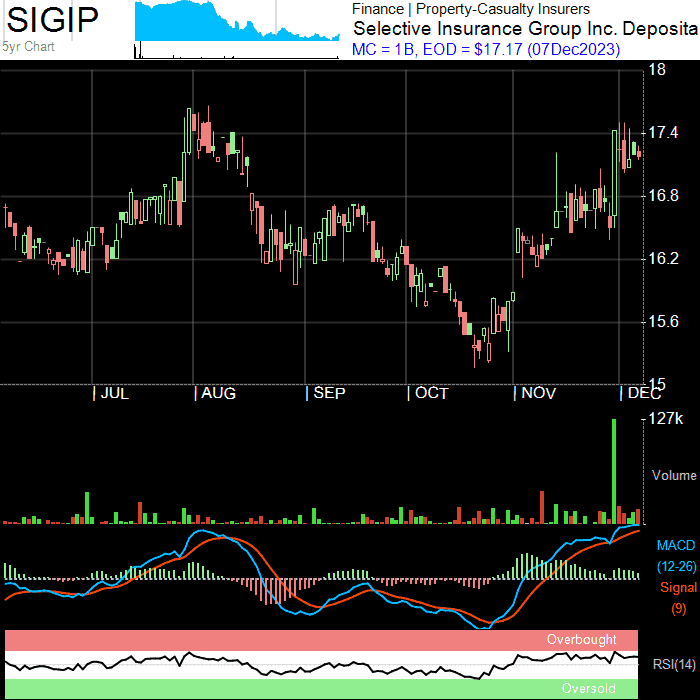 SIGIP
5yr Chart
Finance | Property-Casualty Insurers
Selective Insurance Group Inc. Deposita
MC = 1B, EOD = $17.17 (07Dec2023)
18
17.4
16.8
16.2
15.6
15
| JUL | AUG | SEP | OCT | NOV | DEC
127k
Volume
MACD
(12-26)
Signal
(9)
Overbought
RSI(14)
Oversold